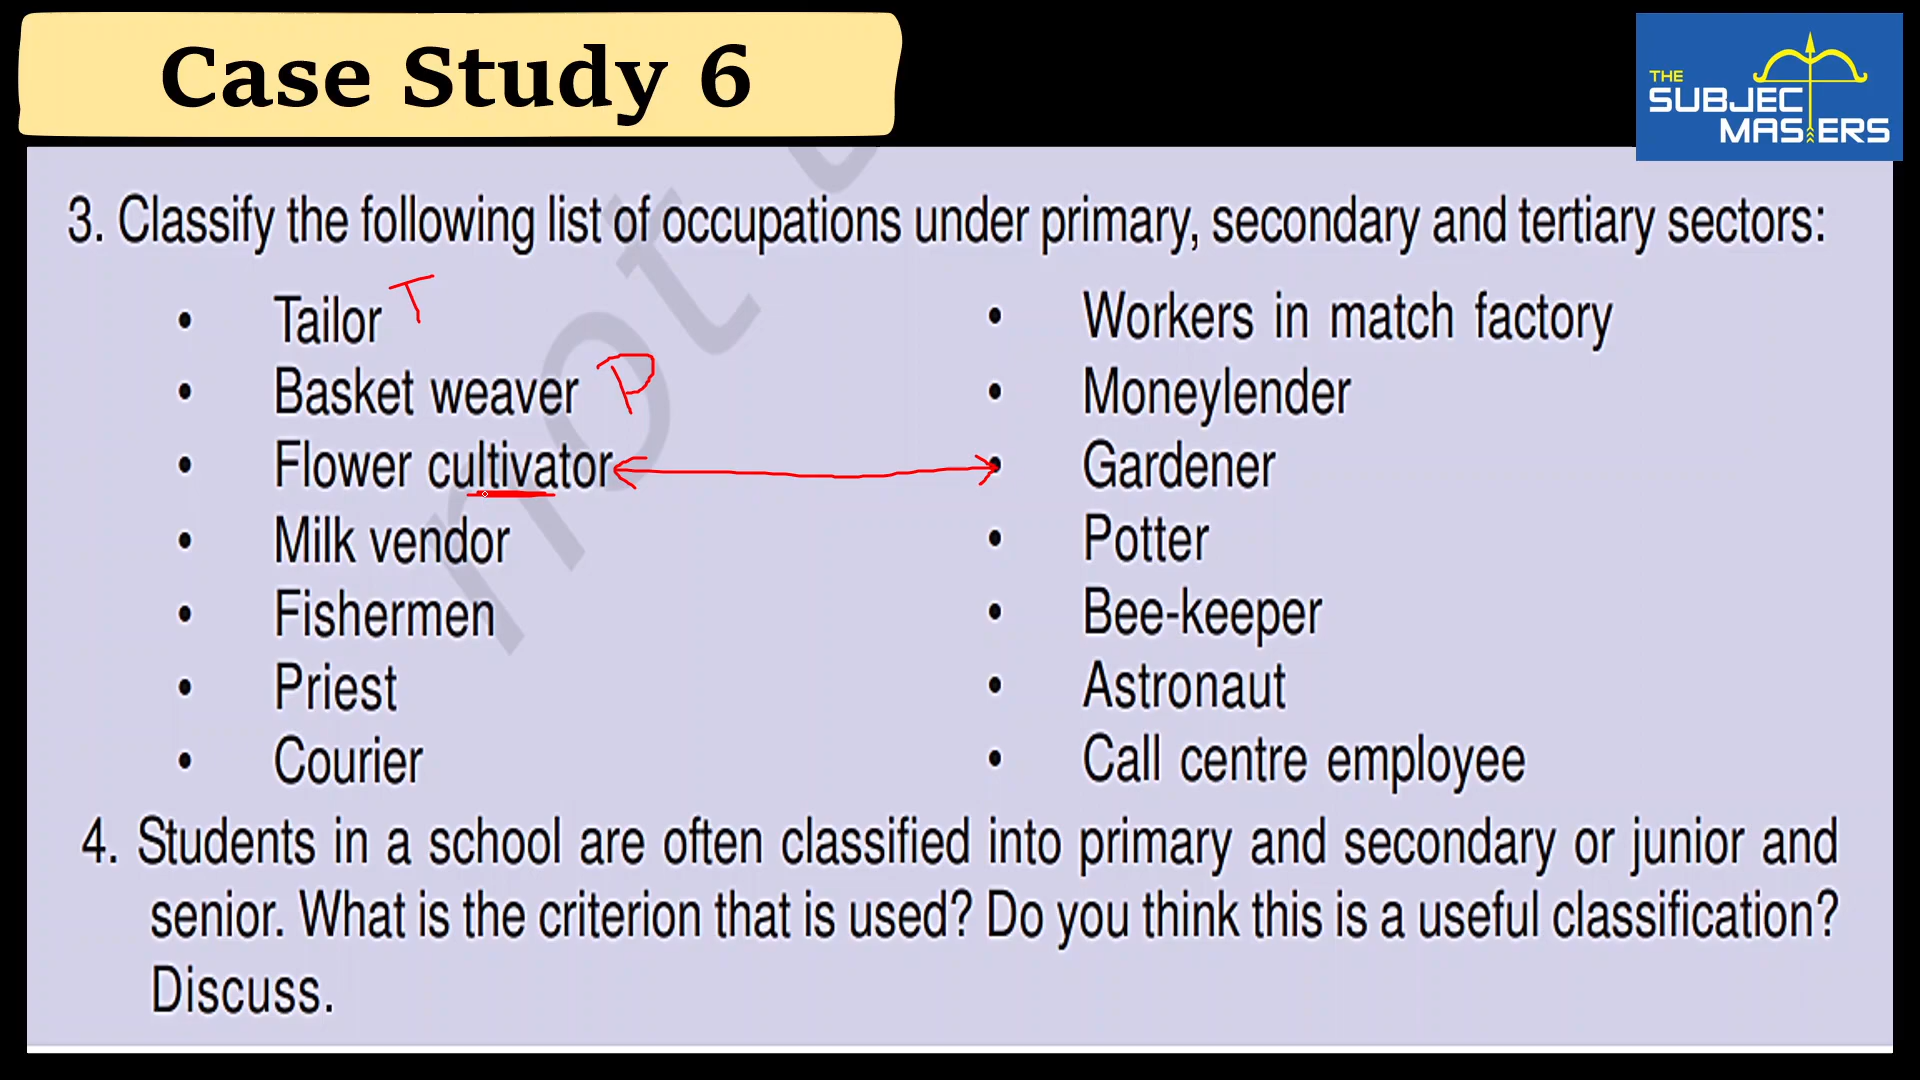 Case Study 6
THE
SUBJECT
MASTERS
3. Classify the following list of occupations under primary, secondary and tertiary sectors:
• Tailor T
• Basket weaver P
• Flower cultivator
• Milk vendor
• Fishermen
• Priest
• Courier
• Workers in match factory
• Moneylender
• Gardener
• Potter
• Bee-keeper
• Astronaut
• Call centre employee
4. Students in a school are often classified into primary and secondary or junior and
senior. What is the criterion that is used? Do you think this is a useful classification?
Discuss.
not